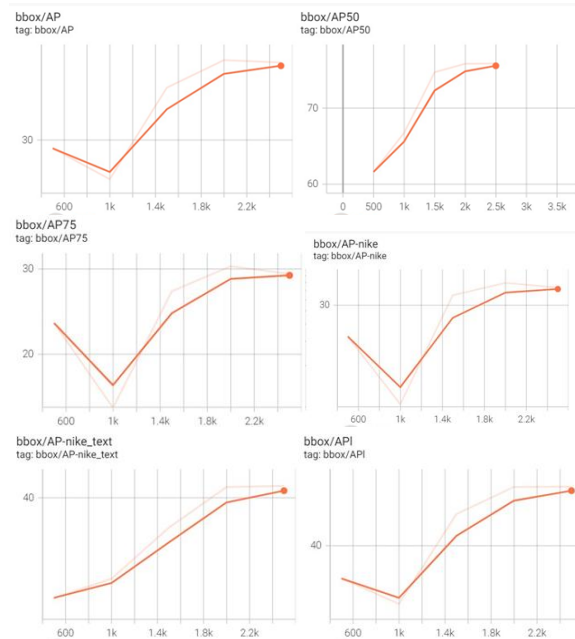 bbox/AP
tag: bbox/AP
30
600 1k 1.4k 1.8k 2.2k
bbox/AP50
tag: bbox/AP50
70
60
0 500 1k 1.5k 2k 2.5k 3k 3.5k
bbox/AP75
tag: bbox/AP75
30
20
600 1k 1.4k 1.8k 2.2k
bbox/AP-nike
tag: bbox/AP-nike
30
600 1k 1.4k 1.8k 2.2k
bbox/AP-nike_text
tag: bbox/AP-nike_text
40
600 1k 1.4k 1.8k 2.2k
bbox/APl
tag: bbox/APl
40
600 1k 1.4k 1.8k 2.2k